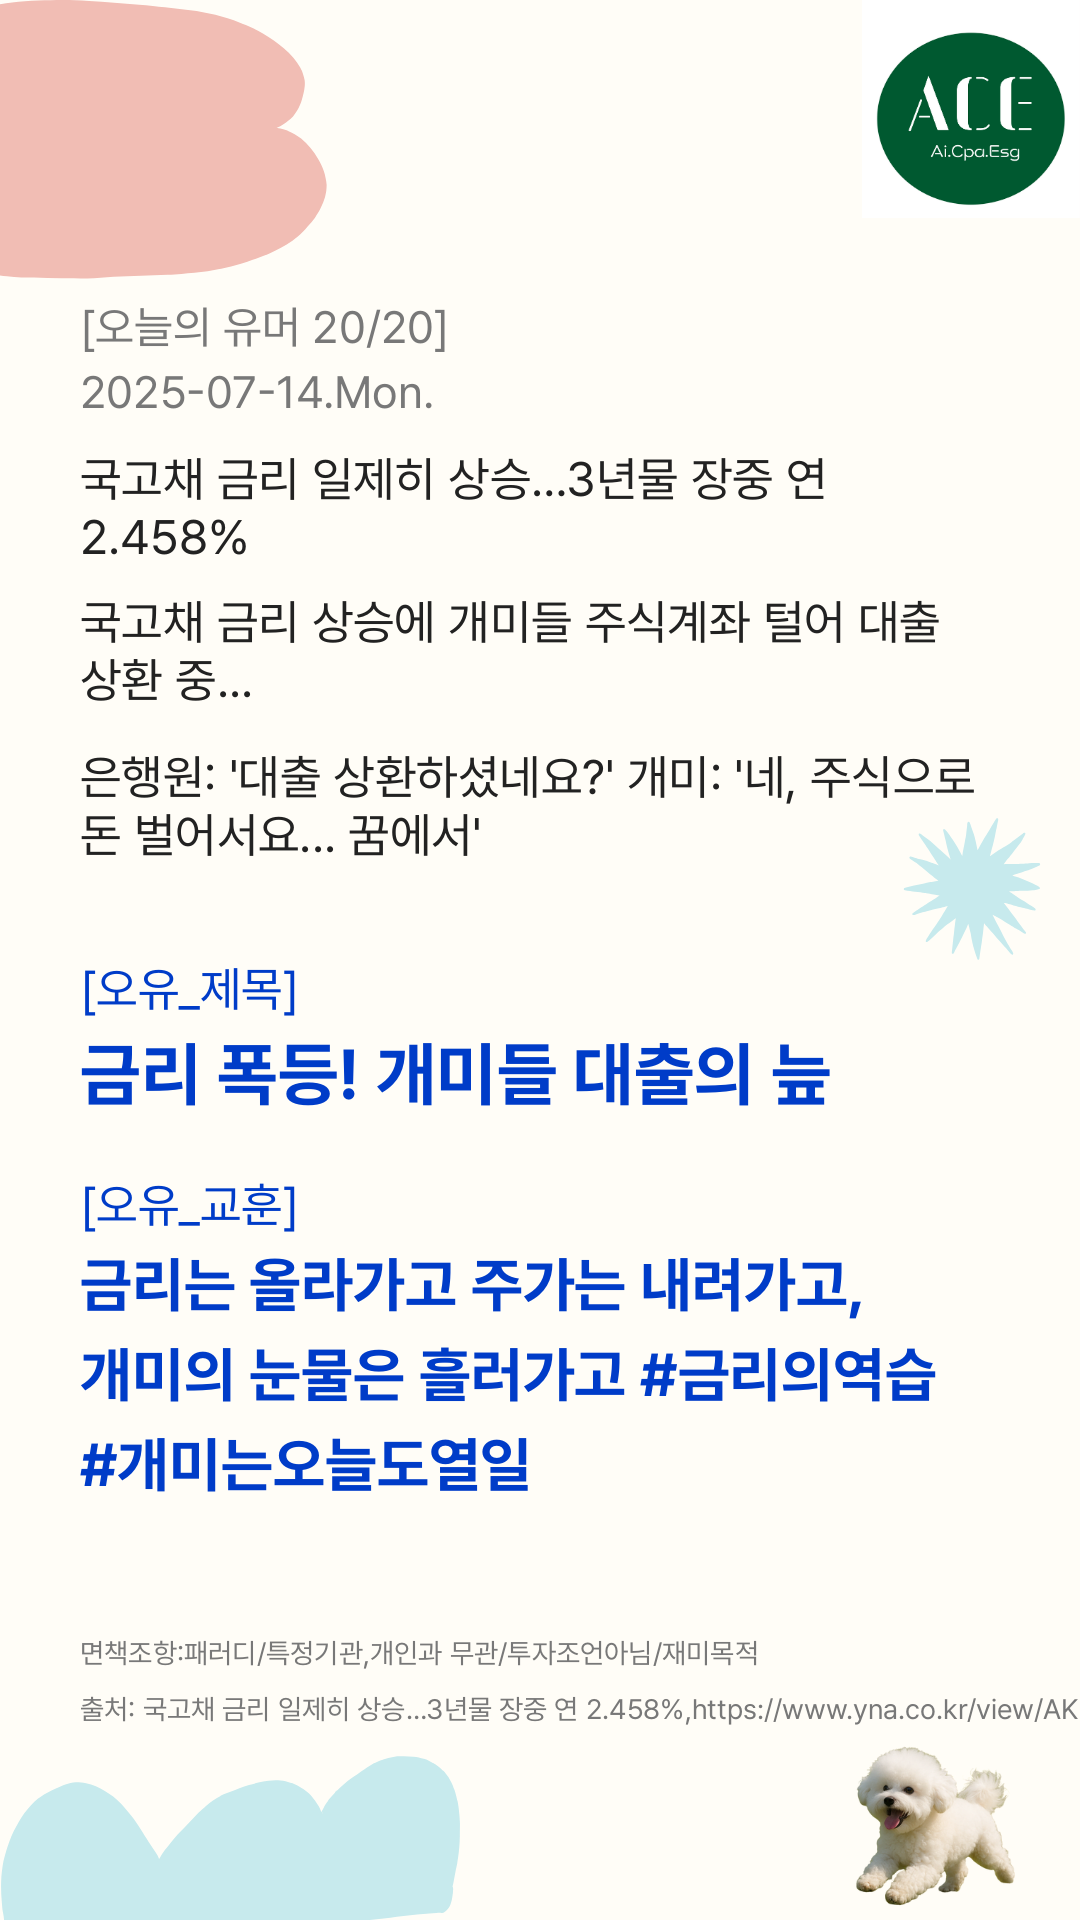 ACE
Ai.Cpa.Esg
[오늘의 유머 20/20]
2025-07-14.Mon.
국고채 금리 일제히 상승…3년물 장중 연
2.458%
국고채 금리 상승에 개미들 주식계좌 털어 대출
상환 중...
은행원: '대출 상환하셨네요?' 개미: '네, 주식으로
돈 벌어서요... 꿈에서'
[오유_제목]
금리 폭등! 개미들 대출의 늪
[오유_교훈]
금리는 올라가고 주가는 내려가고,
개미의 눈물은 흘러가고 #금리의역습
#개미는오늘도열일
면책조항:패러디/특정기관,개인과 무관/투자조언아님/재미목적
출처: 국고채 금리 일제히 상승…3년물 장중 연 2.458%,https://www.yna.co.kr/view/AK